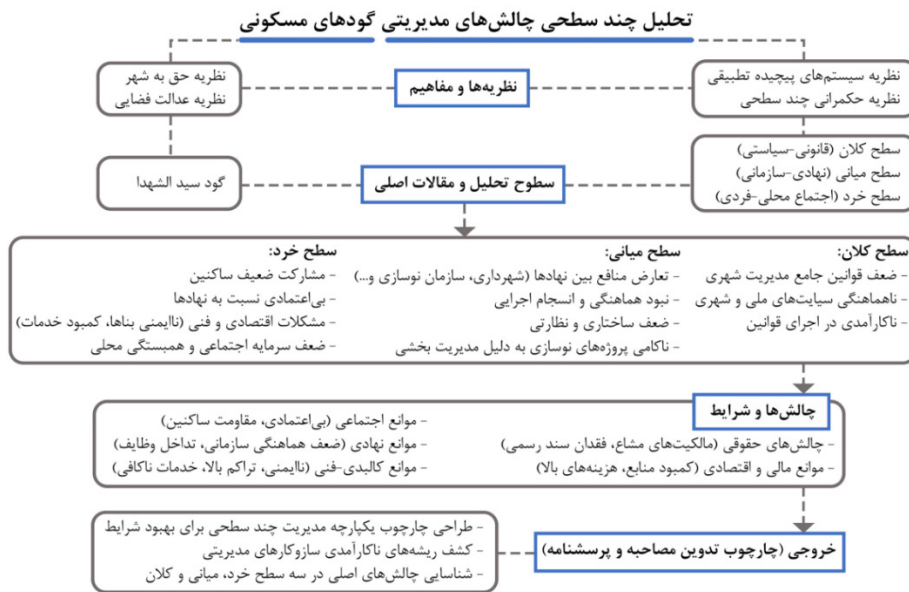 تحلیل چند سطحی چالش‌های مدیریتی گودهای مسکونی
نظریه سیستم‌های پیچیده تطبیقی
نظریه حکمرانی چند سطحی
نظریه‌ها و مفاهیم
نظریه حق به شهر
نظریه عدالت فضایی
سطح کلان (قانونی-سیاستی)
سطح میانی (نهادی-سازمانی)
سطح خرد (اجتماع محلی-فردی)
سطوح تحلیل و مقالات اصلی
گود سید الشهدا
سطح کلان:
- ضعف قوانین جامع مدیریت شهری
- ناهماهنگی سیایت‌های ملی و شهری
- ناکارآمدی در اجرای قوانین
سطح میانی:
- تعارض منافع بین نهادها (شهرداری، سازمان نوسازی و...)
- نبود هماهنگی و انسجام اجرایی
- ضعف ساختاری و نظارتی
- ناکامی پروژه‌های نوسازی به دلیل مدیریت بخشی
سطح خرد:
- مشارکت ضعیف ساکنین
- بی‌اعتمادی نسبت به نهادها
- مشکلات اقتصادی و فنی (ناایمنی بناها، کمبود خدمات)
- ضعف سرمایه اجتماعی و همبستگی محلی
چالش‌ها و شرایط
- چالش‌های حقوقی (مالکیت‌های مشاع، فقدان سند رسمی)
- موانع مالی و اقتصادی (کمبود منابع، هزینه‌های بالا)
- موانع اجتماعی (بی‌اعتمادی، مقاومت ساکنین)
- موانع نهادی (ضعف هماهنگی سازمانی، تداخل وظایف)
- موانع کالبدی-فنی (ناایمنی، تراکم بالا، خدمات ناکافی)
خروجی (چارچوب تدوین مصاحبه و پرسشنامه)
- طراحی چارچوب یکپارچه مدیریت چند سطحی برای بهبود شرایط
- کشف ریشه‌های ناکارآمدی سازوکارهای مدیریتی
- شناسایی چالش‌های اصلی در سه سطح خرد، میانی و کلان